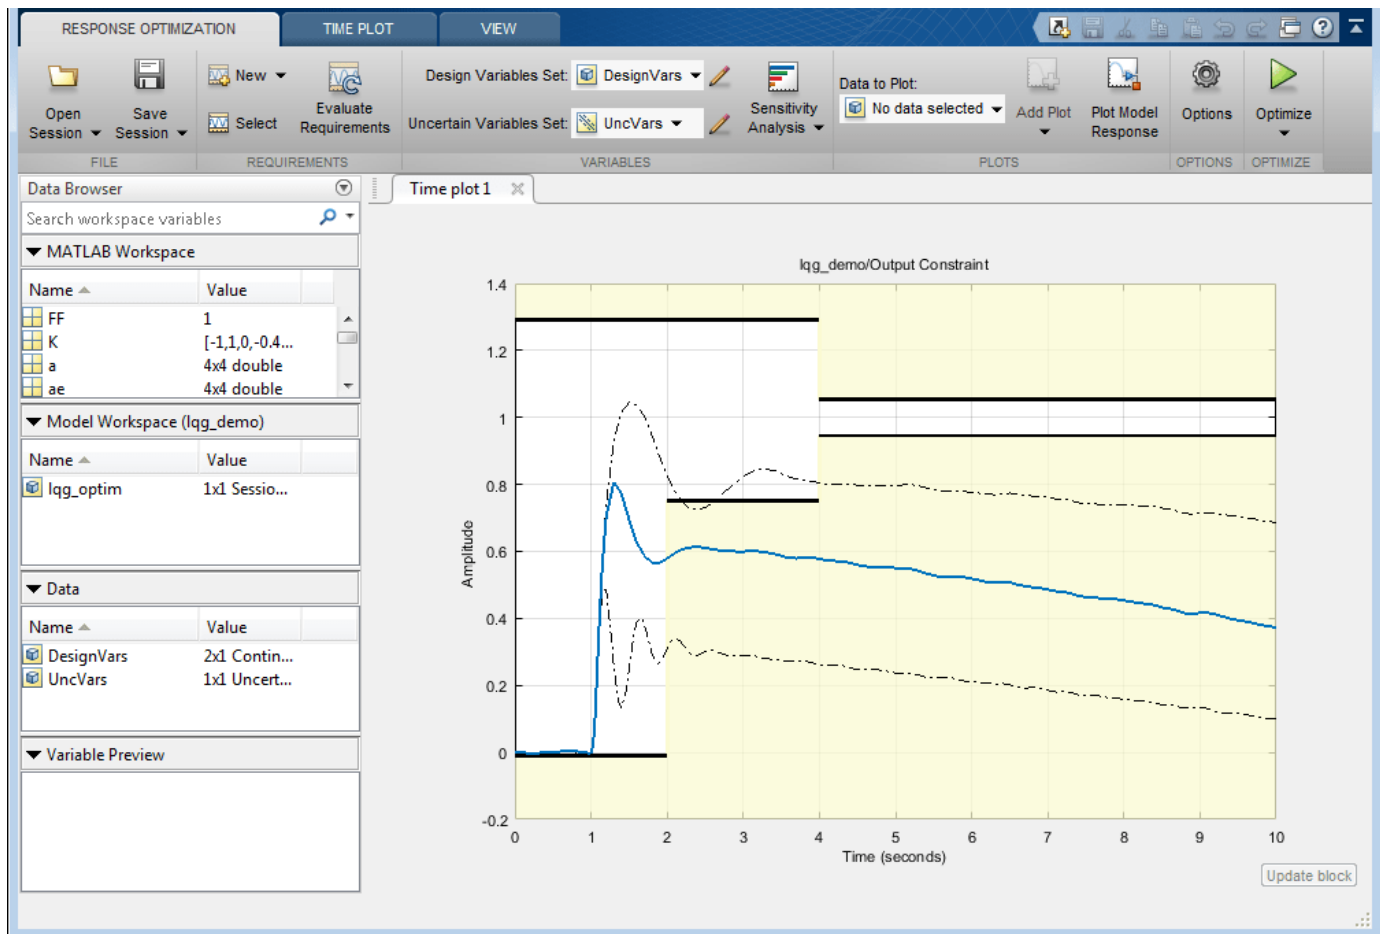 RESPONSE OPTIMIZATION TIME PLOT VIEW
New
Design Variables Set: DesignVars
Data to Plot:
Open Session
Save Session
Select
Evaluate Requirements
Uncertain Variables Set: UncVars
Sensitivity Analysis
No data selected
Add Plot
Plot Model Response
Options
Optimize
FILE REQUIREMENTS VARIABLES PLOTS OPTIONS OPTIMIZE
Data Browser
Time plot 1
Search workspace variables
MATLAB Workspace
Name Value
FF 1
K [-1,1,0,-0.4...
a 4x4 double
ae 4x4 double
Model Workspace (lqg_demo)
Name Value
lqg_optim 1x1 Sessio...
Data
Name Value
DesignVars 2x1 Contin...
UncVars 1x1 Uncert...
Variable Preview
lqg_demo/Output Constraint
1.4
1.2
1
0.8
0.6
0.4
0.2
0
-0.2
Amplitude
0 1 2 3 4 5 6 7 8 9 10
Time (seconds)
Update block